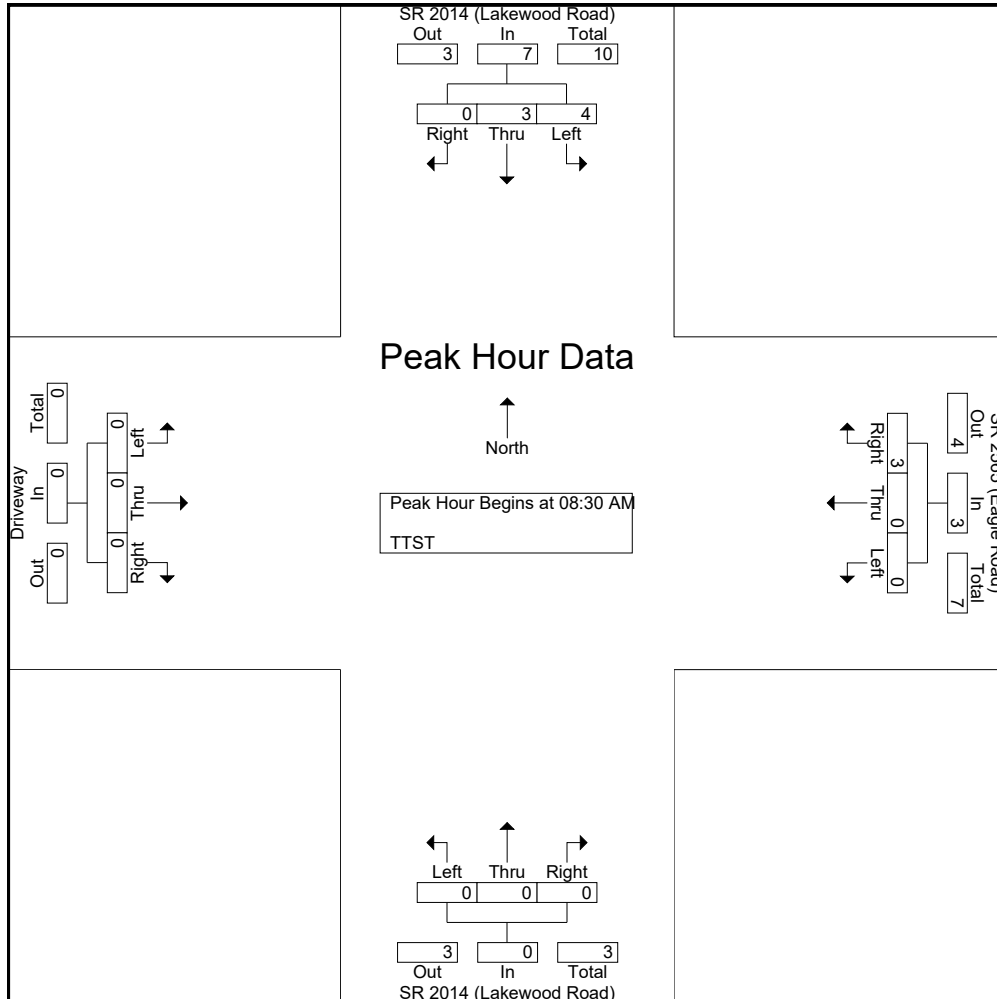 SR 2014 (Lakewood Road)
Out In Total
3 7 10
0 3 4
Right Thru Left
Peak Hour Data
North
Peak Hour Begins at 08:30 AM
TTST
Driveway
Total In Out
0 0 0
0 0 0
Left Thru Right
Right Thru Left
3 0 0
4 3 7
Out In Total
(Eagle Road)
Left Thru Right
0 0 0
3 0 3
Out In Total
SR 2014 (Lakewood Road)